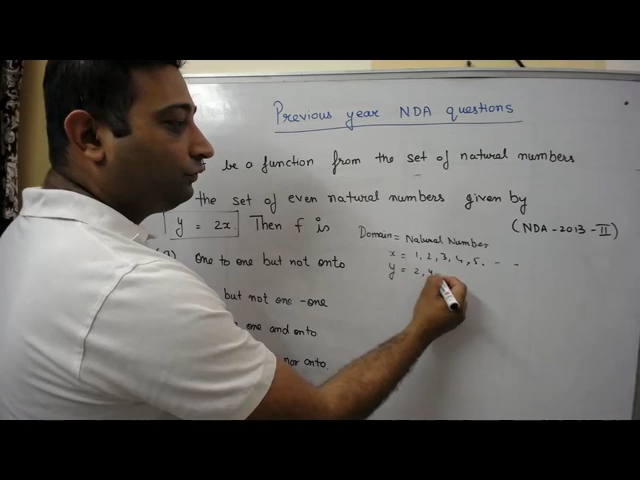 Previous year NDA questions
be a function from the set of natural numbers
the set of even natural numbers given by
y = 2x Then f is
(NDA - 2013 - II)
Domain = Natural Number
x = 1, 2, 3, 4, 5, - -
y = 2, 4
one to one but not onto
but not one - one
one and onto
nor onto.